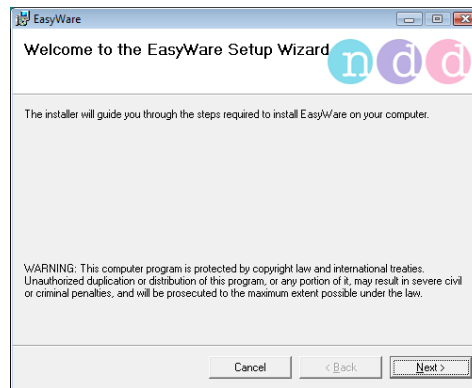 EasyWare
Welcome to the EasyWare Setup Wizard
ndd
The installer will guide you through the steps required to install EasyWare on your computer.
WARNING: This computer program is protected by copyright law and international treaties.
Unauthorized duplication or distribution of this program, or any portion of it, may result in severe civil
or criminal penalties, and will be prosecuted to the maximum extent possible under the law.
Cancel < Back Next >